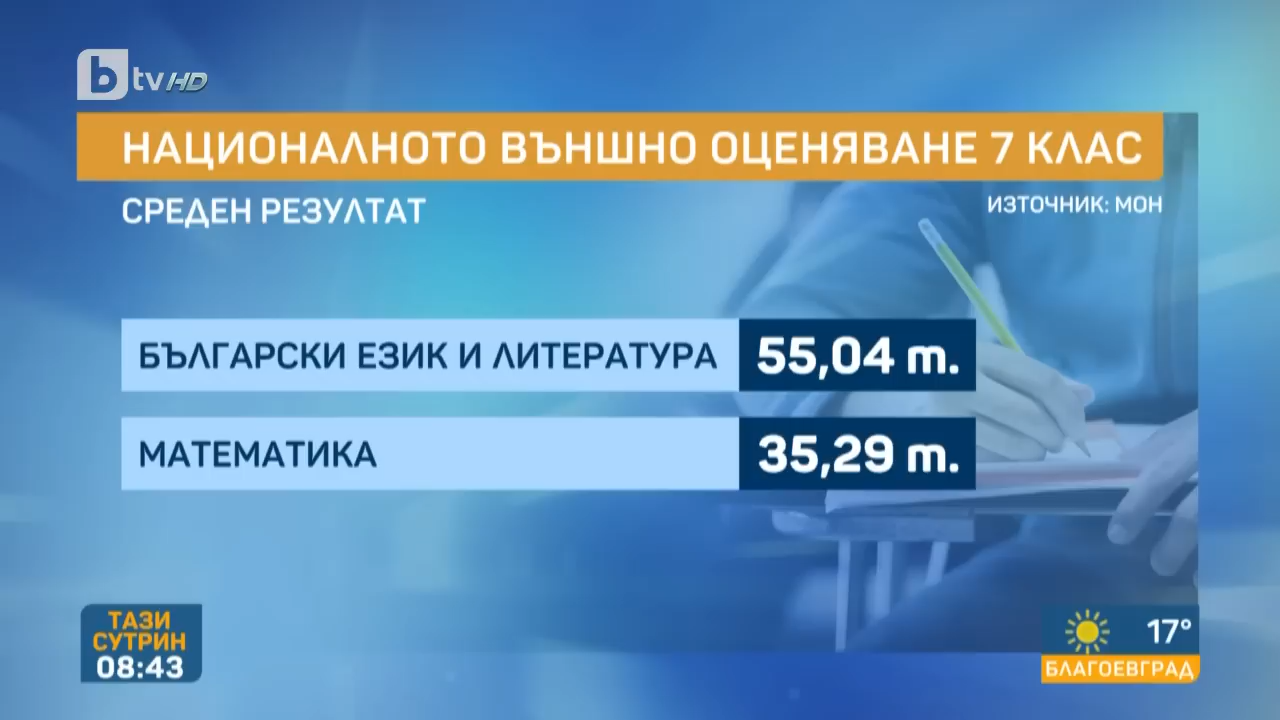 btv HD
НАЦИОНАЛНОТО ВЪНШНО ОЦЕНЯВАНЕ 7 КЛАС
СРЕДЕН РЕЗУЛТАТ
ИЗТОЧНИК: МОН
БЪЛГАРСКИ ЕЗИК И ЛИТЕРАТУРА 55,04 т.
МАТЕМАТИКА 35,29 т.
ТАЗИ
СУТРИН
08:43
17°
БЛАГОЕВГРАД